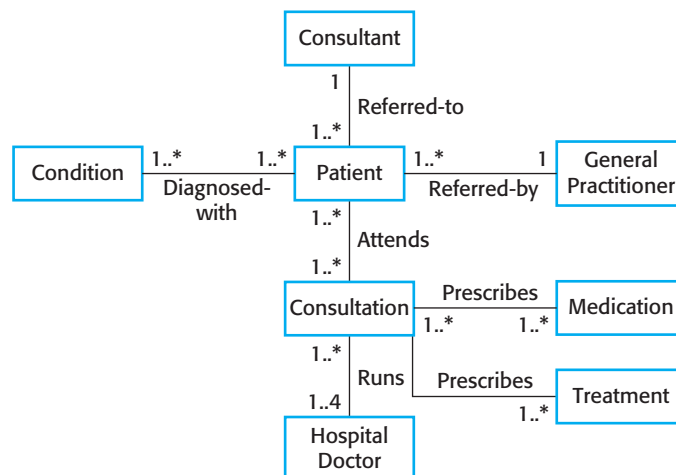 Consultant
1
Referred-to
1..*
Condition
1..*
1..*
Diagnosed-
with
Patient
1..*
1
Referred-by
General
Practitioner
1..*
Attends
1..*
Consultation
Prescribes
1..*
1..*
Medication
1..*
Runs
1..4
Prescribes
1..*
Treatment
Hospital
Doctor